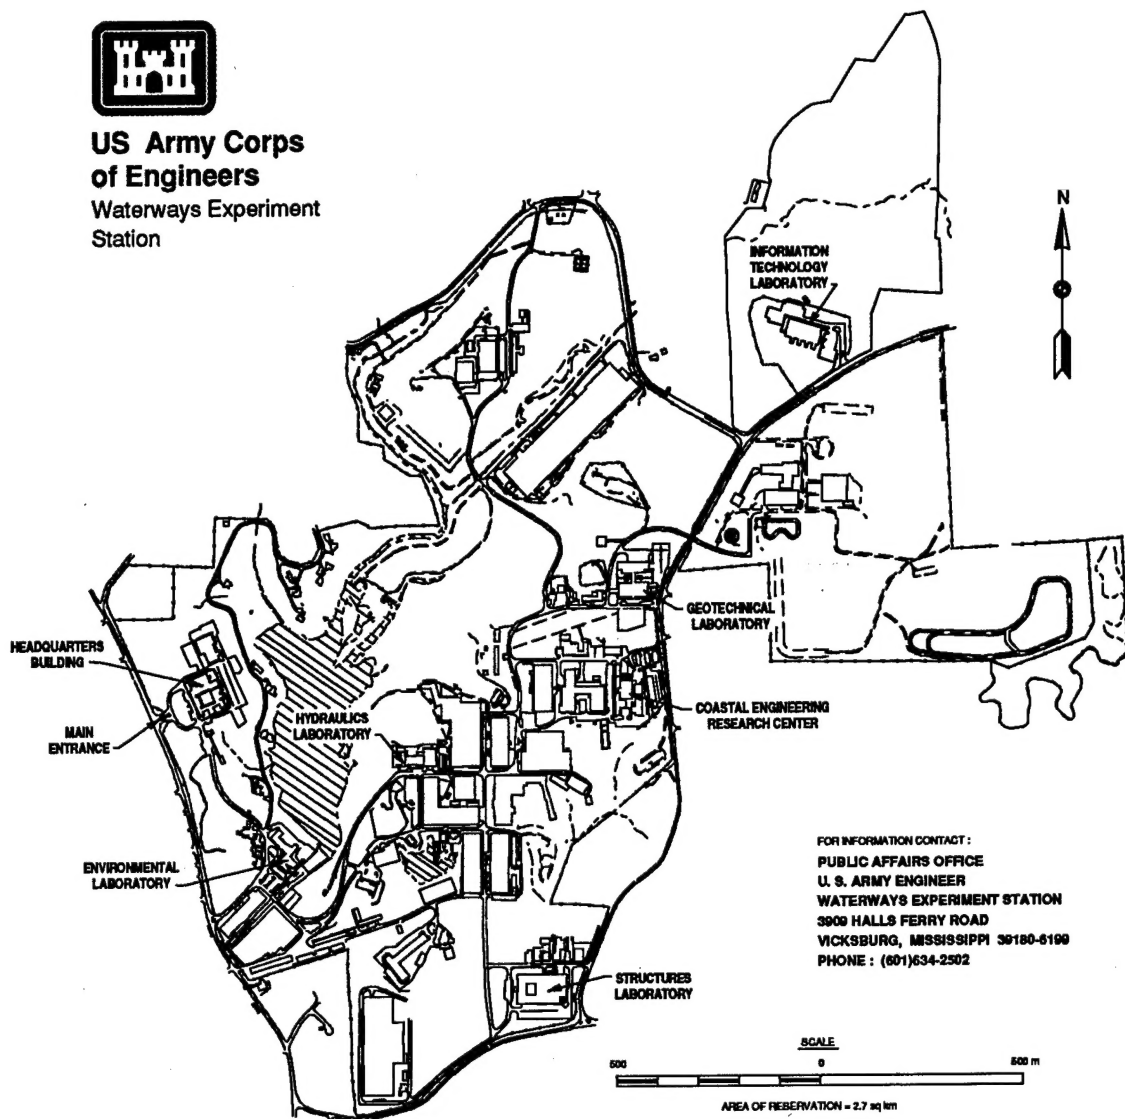 US Army Corps
of Engineers
Waterways Experiment
Station
N
INFORMATION
TECHNOLOGY
LABORATORY
GEOTECHNICAL
LABORATORY
HEADQUARTERS
BUILDING
HYDRAULICS
LABORATORY
COASTAL ENGINEERING
RESEARCH CENTER
MAIN
ENTRANCE
ENVIRONMENTAL
LABORATORY
STRUCTURES
LABORATORY
FOR INFORMATION CONTACT :
PUBLIC AFFAIRS OFFICE
U. S. ARMY ENGINEER
WATERWAYS EXPERIMENT STATION
3909 HALLS FERRY ROAD
VICKSBURG, MISSISSIPPI 39180-6199
PHONE : (601)634-2502
SCALE
500 0 500 m
AREA OF RESERVATION = 2.7 sq km